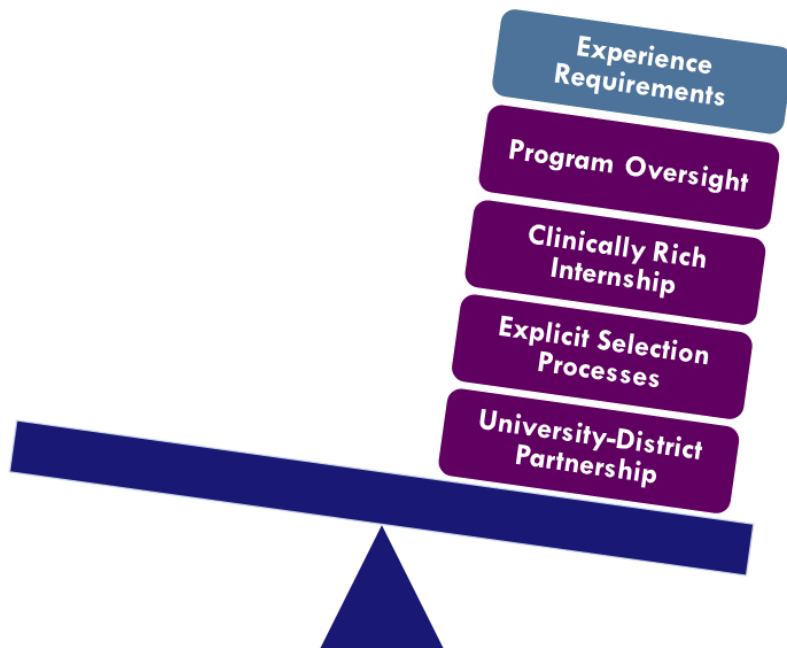 Experience
Requirements
Program Oversight
Clinically Rich
Internship
Explicit Selection
Processes
University-District
Partnership